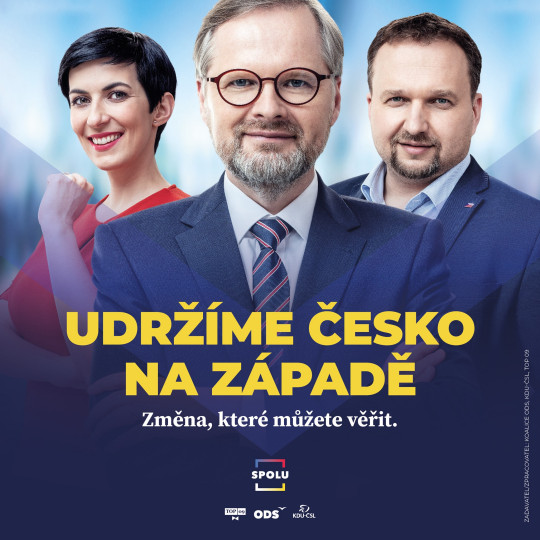 UDRŽÍME ČESKO
NA ZÁPADĚ
Změna, které můžete věřit.
SPOLU
TOP 09
ODS
KDU-ČSL
ZADAVATEL/ZPRACOVATEL: KOALICE ODS, KDU-ČSL, TOP 09